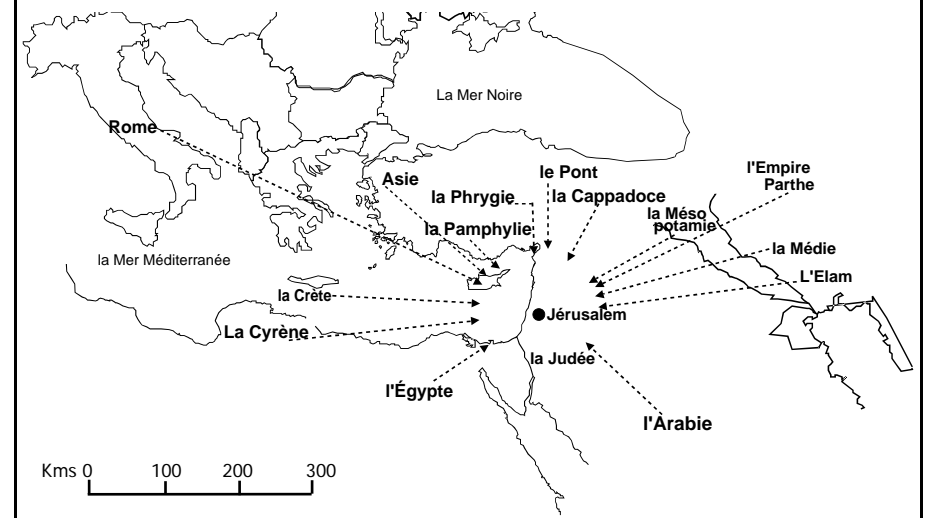 La Mer Noire
Rome
Asie
le Pont
l'Empire
Parthe
la Phrygie
la Cappadoce
la Méso
potamie
la Pamphylie
la Médie
la Mer Méditerranée
L'Elam
la Crète
Jérusalem
La Cyrène
la Judée
l'Égypte
l'Arabie
Kms 0 100 200 300